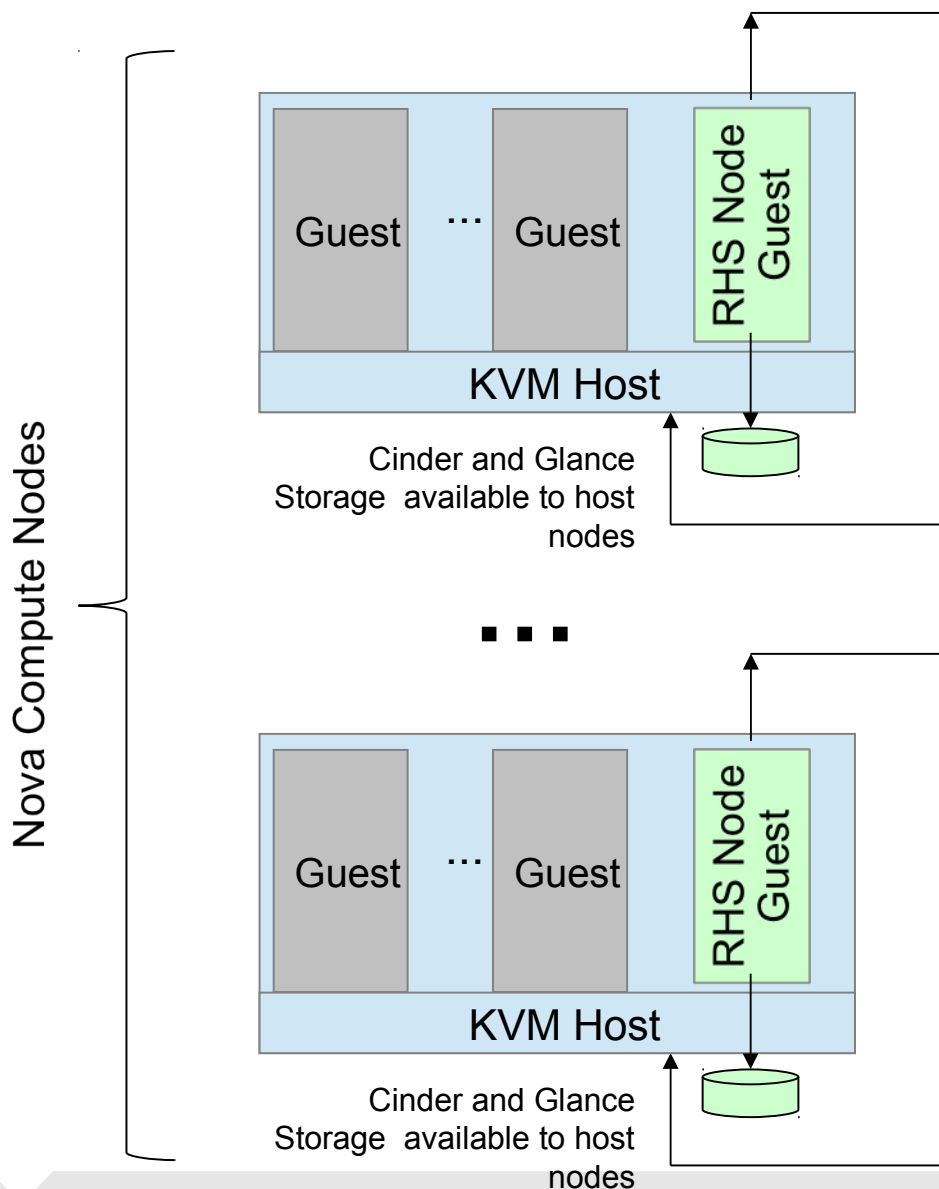 Nova Compute Nodes
Guest
...
Guest
RHS Node
Guest
KVM Host
Cinder and Glance
Storage  available to host
nodes
...
Guest
...
Guest
RHS Node
Guest
KVM Host
Cinder and Glance
Storage  available to host
nodes